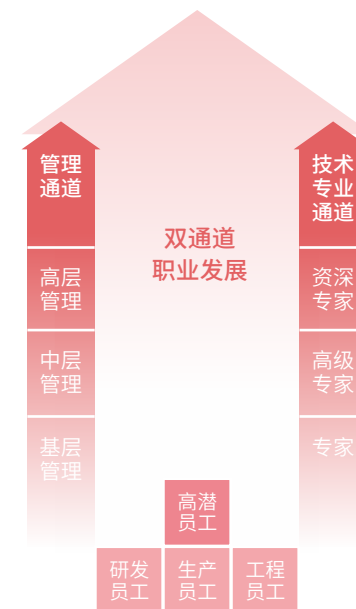 管理
通道
高层
管理
中层
管理
基层
管理
双通道
职业发展
技术
专业
通道
资深
专家
高级
专家
专家
高潜
员工
研发
员工
生产
员工
工程
员工